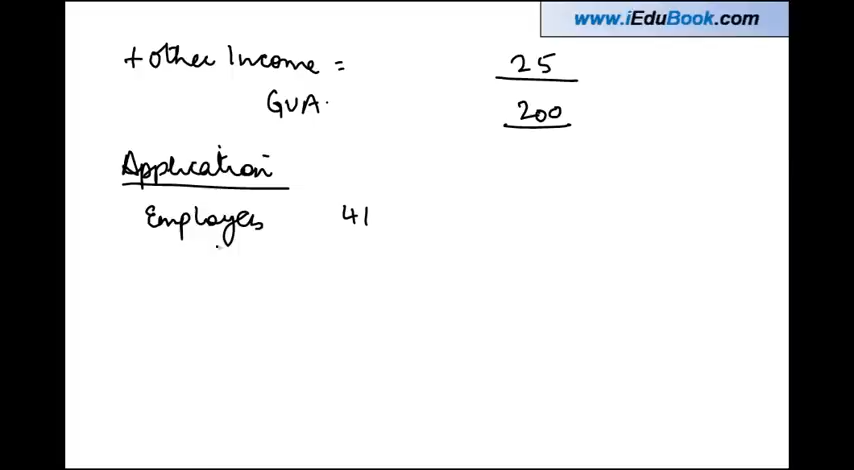 www.iEduBook.com
+ Other Income = 25
GVA. 200
Application
Employees 41